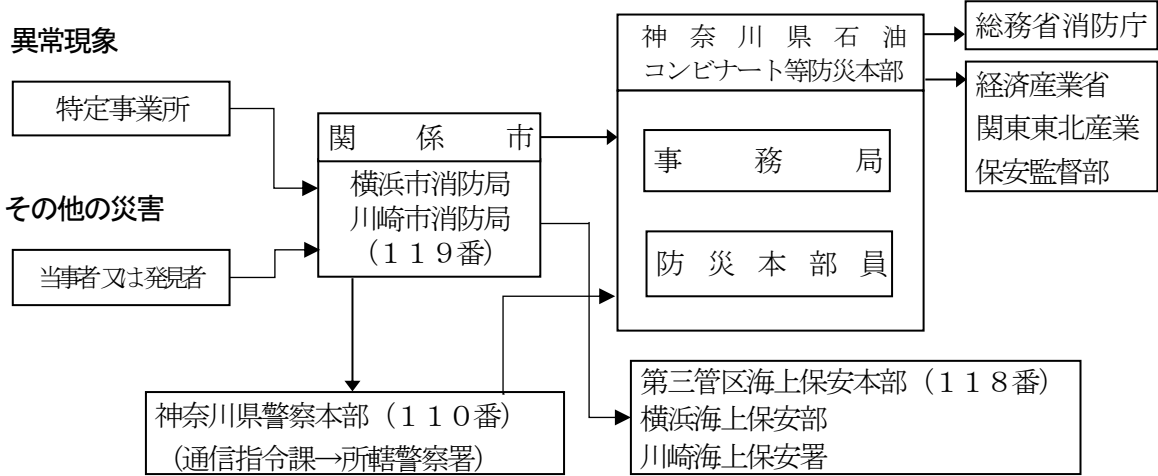 異常現象
特定事業所
その他の災害
当事者又は発見者
関係市
横浜市消防局
川崎市消防局
（１１９番）
神奈川県石油
コンビナート等防災本部
事務局
防災本部員
総務省消防庁
経済産業省
関東東北産業
保安監督部
神奈川県警察本部（１１０番）
（通信指令課→所轄警察署）
第三管区海上保安本部（１１８番）
横浜海上保安部
川崎海上保安署